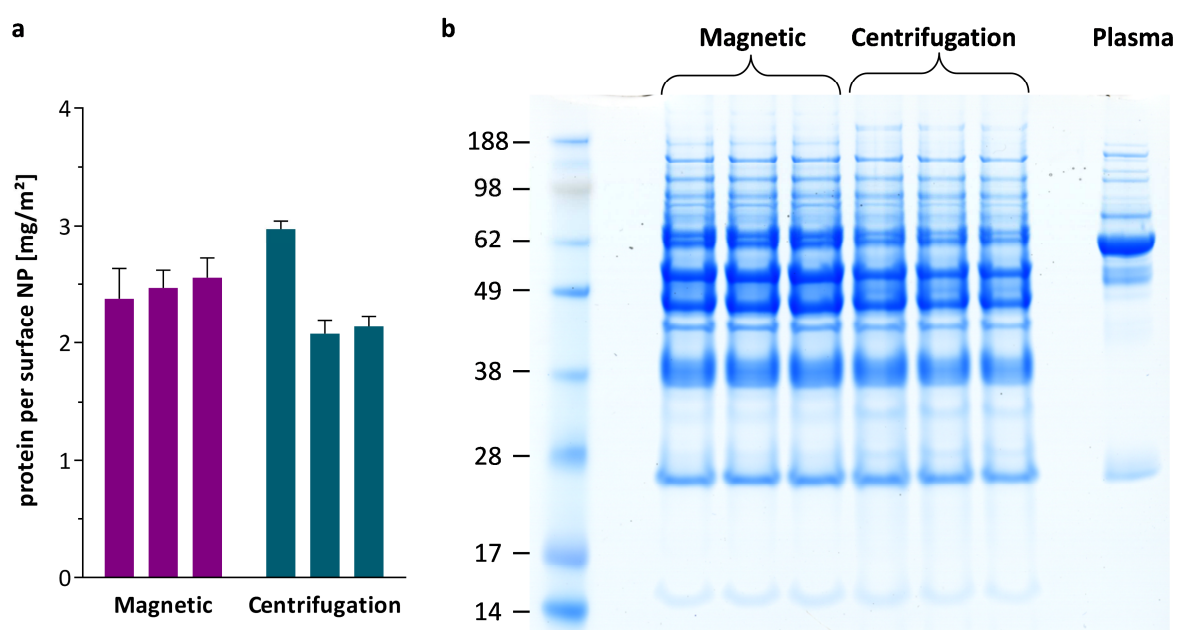 a
4
3
2
1
0
protein per surface NP [mg/m²]
Magnetic Centrifugation
b
Magnetic Centrifugation Plasma
188
98
62
49
38
28
17
14